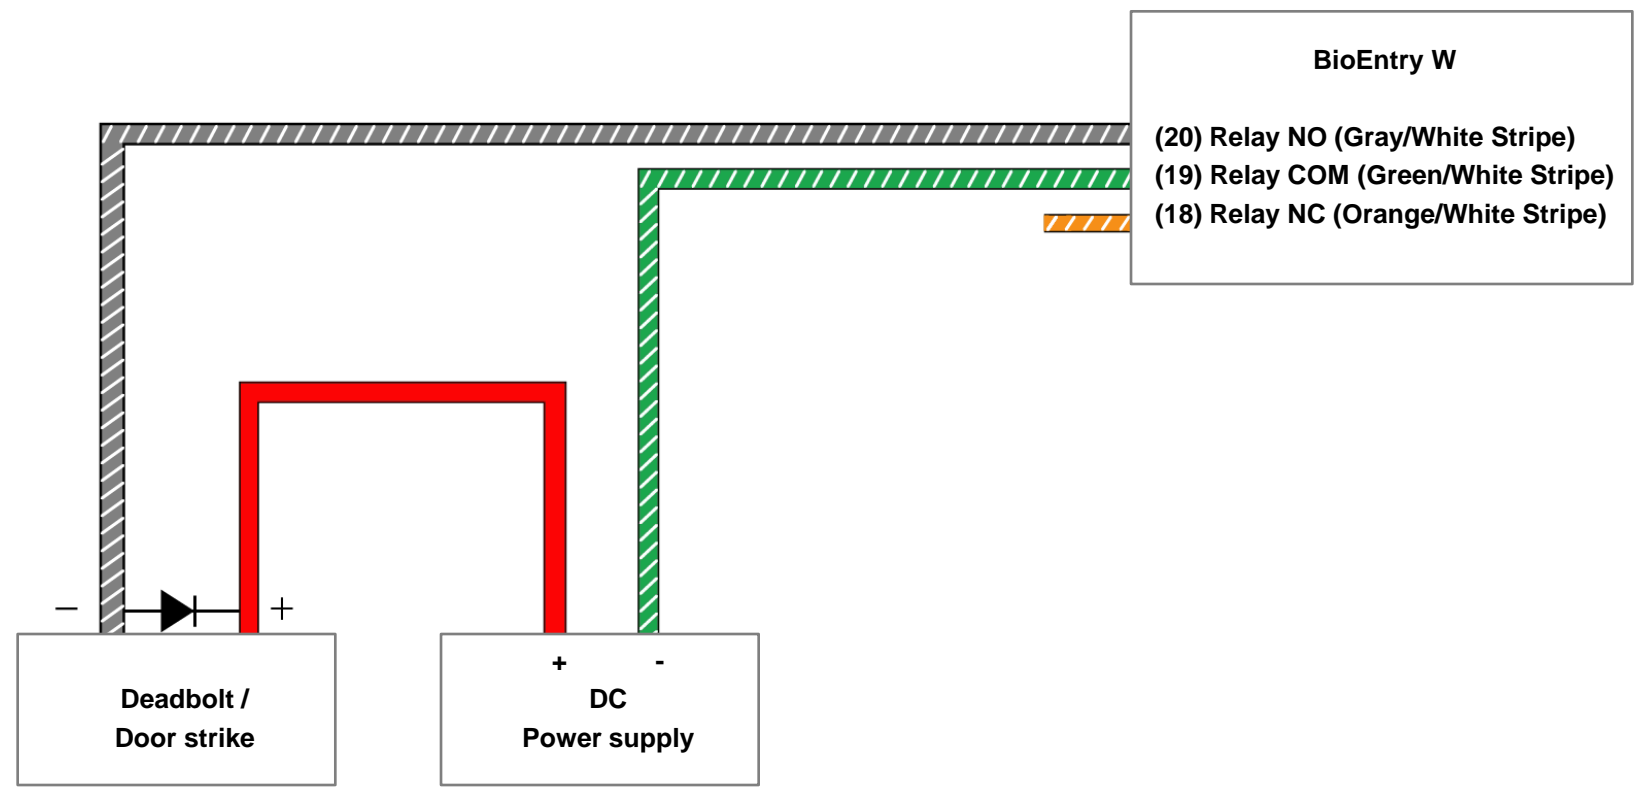 BioEntry W
(20) Relay NO (Gray/White Stripe)
(19) Relay COM (Green/White Stripe)
(18) Relay NC (Orange/White Stripe)
− +
+ -
Deadbolt /
Door strike
DC
Power supply